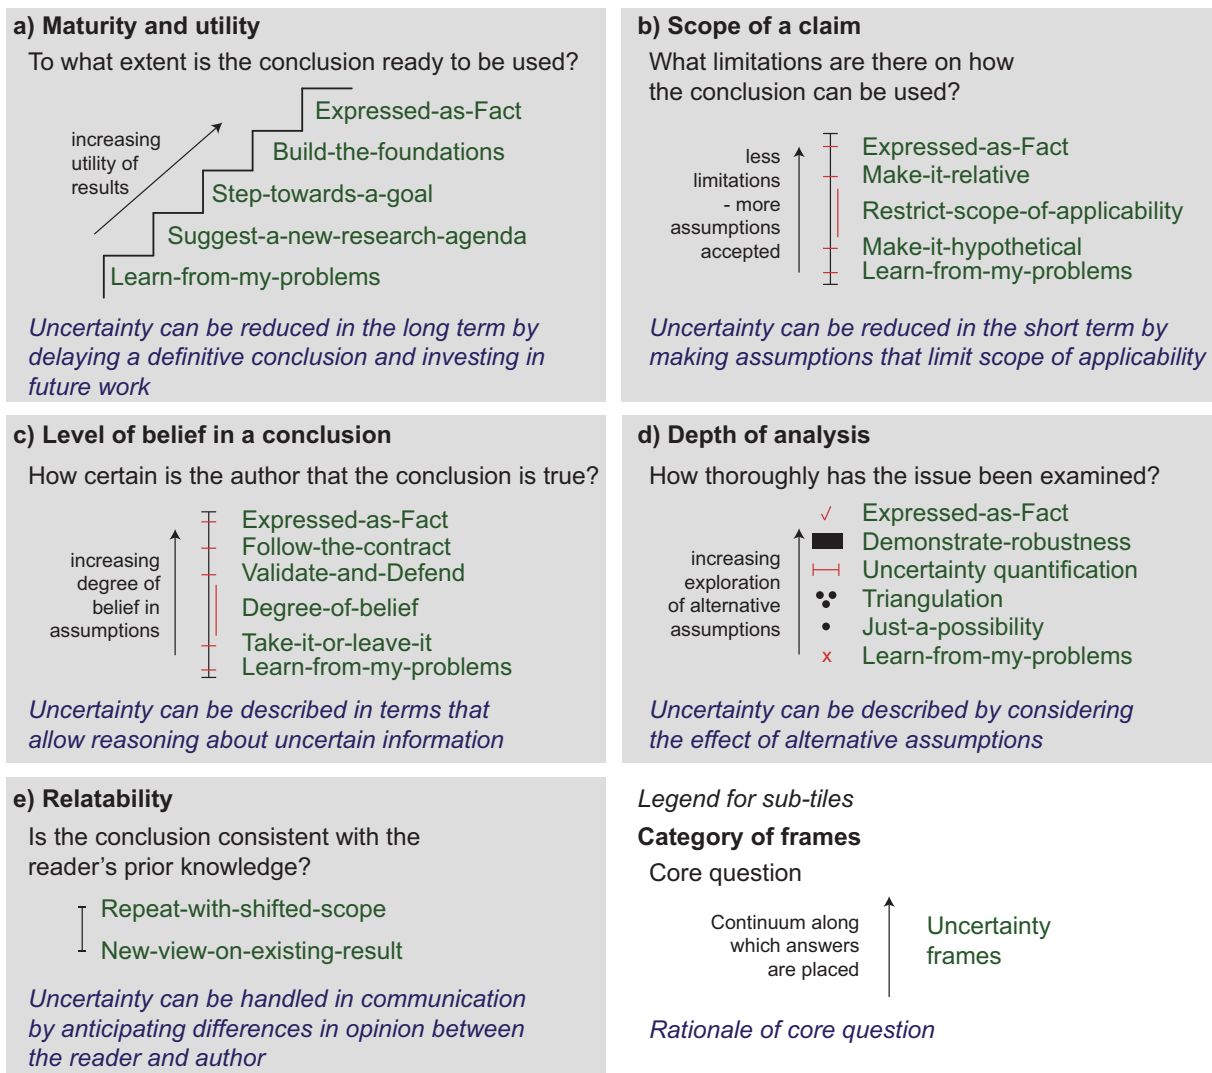 a) Maturity and utility
To what extent is the conclusion ready to be used?
increasing
utility of
results
Expressed-as-Fact
Build-the-foundations
Step-towards-a-goal
Suggest-a-new-research-agenda
Learn-from-my-problems
Uncertainty can be reduced in the long term by
delaying a definitive conclusion and investing in
future work
b) Scope of a claim
What limitations are there on how
the conclusion can be used?
less
limitations
- more
assumptions
accepted
Expressed-as-Fact
Make-it-relative
Restrict-scope-of-applicability
Make-it-hypothetical
Learn-from-my-problems
Uncertainty can be reduced in the short term by
making assumptions that limit scope of applicability
c) Level of belief in a conclusion
How certain is the author that the conclusion is true?
increasing
degree of
belief in
assumptions
Expressed-as-Fact
Follow-the-contract
Validate-and-Defend
Degree-of-belief
Take-it-or-leave-it
Learn-from-my-problems
Uncertainty can be described in terms that
allow reasoning about uncertain information
d) Depth of analysis
How thoroughly has the issue been examined?
increasing
exploration
of alternative
assumptions
Expressed-as-Fact
Demonstrate-robustness
Uncertainty quantification
Triangulation
Just-a-possibility
x Learn-from-my-problems
Uncertainty can be described by considering
the effect of alternative assumptions
e) Relatability
Is the conclusion consistent with the
reader's prior knowledge?
Repeat-with-shifted-scope
New-view-on-existing-result
Uncertainty can be handled in communication
by anticipating differences in opinion between
the reader and author
Legend for sub-tiles
Category of frames
Core question
Continuum along
which answers
are placed
Uncertainty
frames
Rationale of core question